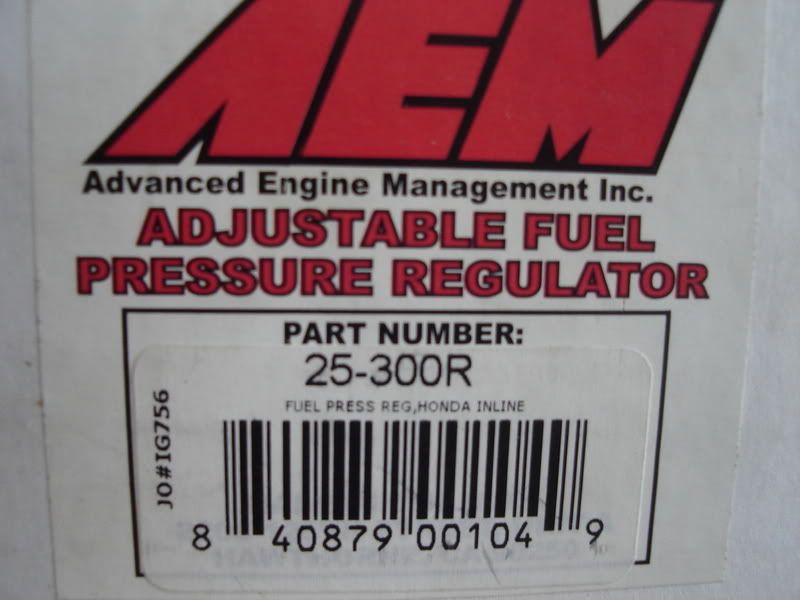 AEM
Advanced Engine Management Inc.
ADJUSTABLE FUEL
PRESSURE REGULATOR
PART NUMBER:
25-300R
FUEL PRESS REG,HONDA INLINE
JO#IG756
8 40879 00104 9